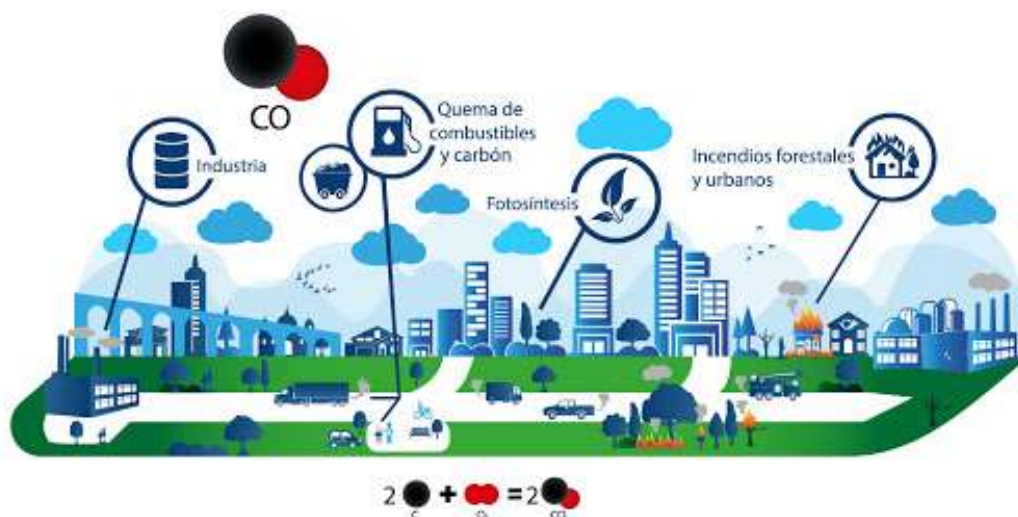 CO
Quema de
combustibles
y carbón
Industria
Fotosíntesis
Incendios forestales
y urbanos
2 + = 2